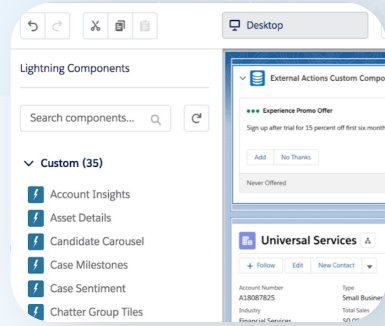 Desktop
Lightning Components
Search components...
Custom (35)
Account Insights
Asset Details
Candidate Carousel
Case Milestones
Case Sentiment
Chatter Group Tiles
External Actions Custom Compo
Experience Promo Offer
Sign up after trial for 15 percent off first six month
Add No Thanks
Never Offered
Universal Services
+ Follow Edit New Contact
Account Number Type
A18087825 Small Busines
Industry Total Sales
Financial Services